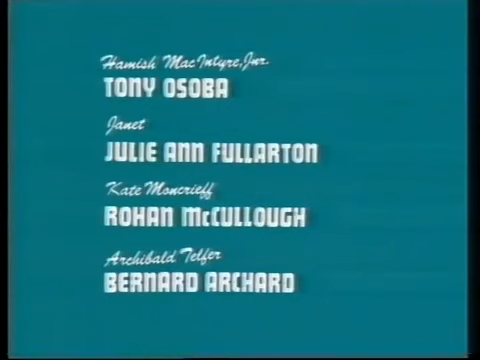 Hamish MacIntyre, Jnr.
TONY OSOBA
Janet
JULIE ANN FULLARTON
Kate Moncrieff
ROHAN McCULLOUGH
Archibald Telfer
BERNARD ARCHARD